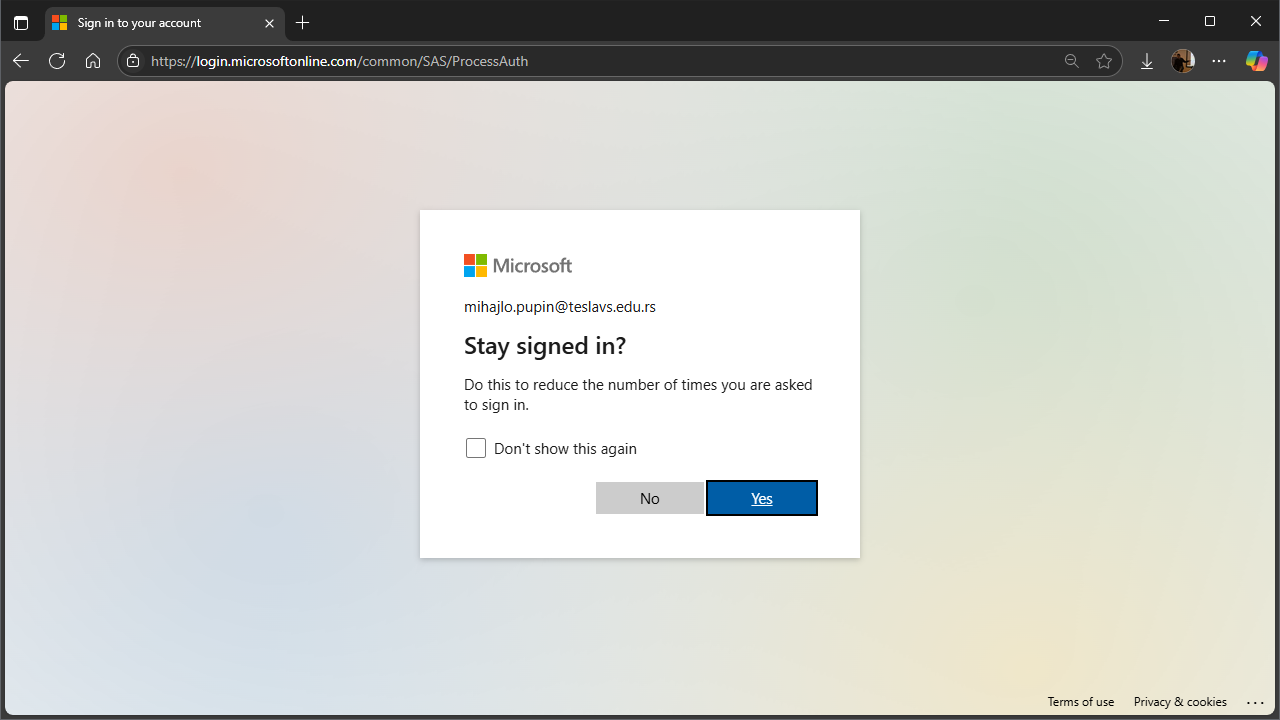 Sign in to your account
https://login.microsoftonline.com/common/SAS/ProcessAuth
Microsoft
mihajlo.pupin@teslavs.edu.rs
Stay signed in?
Do this to reduce the number of times you are asked
to sign in.
Don't show this again
No Yes
Terms of use Privacy & cookies